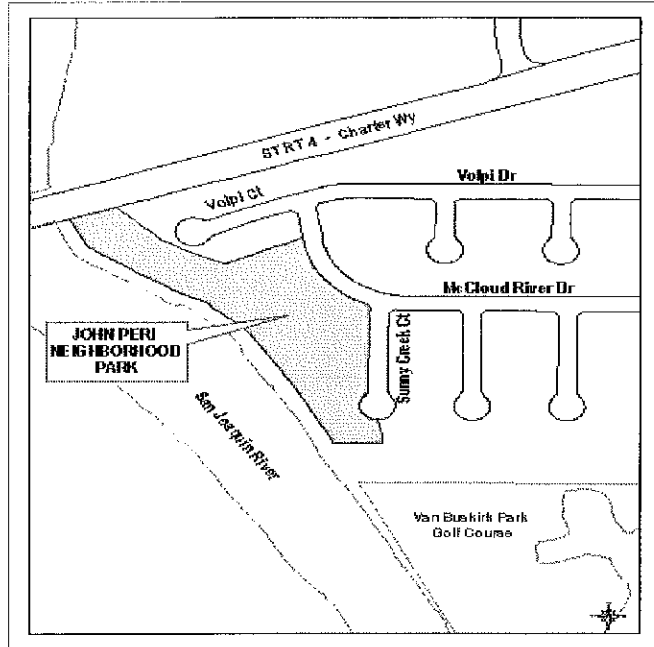 STRT 4 - Charter Wy
Volpi Ct
Volpi Dr
McCloud River Dr
JOHN PERI
NEIGHBORHOOD
PARK
Sunny Creek Ct
San Joaquin River
Van Buskirk Park
Golf Course